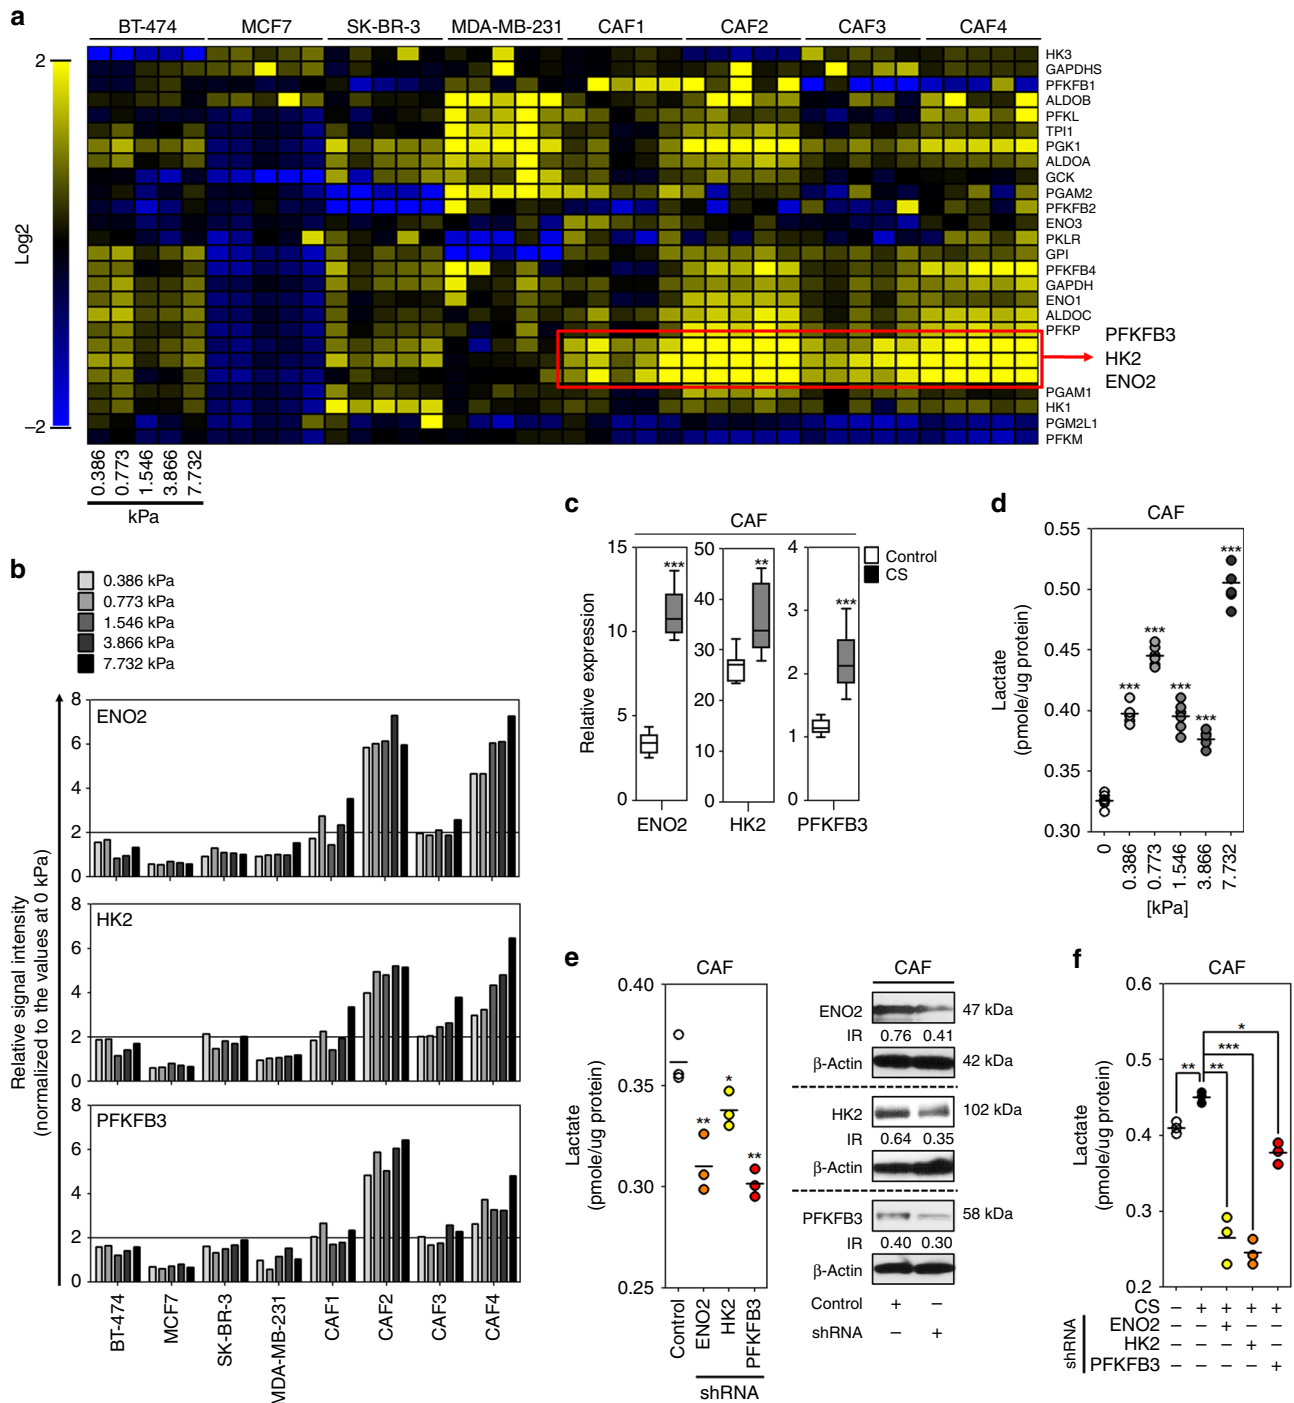 a
BT-474 MCF7 SK-BR-3 MDA-MB-231 CAF1 CAF2 CAF3 CAF4
2
Log2
–2
HK3
GAPDHS
PFKFB1
ALDOB
PFKL
TPI1
PGK1
ALDOA
GCK
PGAM2
PFKFB2
ENO3
PKLR
GPI
PFKFB4
GAPDH
ENO1
ALDOC
PFKP
PFKFB3
HK2
ENO2
PGAM1
HK1
PGM2L1
PFKM
0.386 0.773 1.546 3.866 7.732
kPa
b
0.386 kPa
0.773 kPa
1.546 kPa
3.866 kPa
7.732 kPa
Relative signal intensity
(normalized to the values at 0 kPa)
ENO2
8
6
4
2
0
HK2
8
6
4
2
0
PFKFB3
8
6
4
2
0
BT-474 MCF7 SK-BR-3 MDA-MB-231 CAF1 CAF2 CAF3 CAF4
c
CAF
Relative expression
15
10
5
0
***
ENO2
50
40
30
20
10
0
**
HK2
4
3
2
1
0
***
PFKFB3
Control
CS
d
CAF
Lactate
(pmole/ug protein)
0.55
0.50
0.45
0.40
0.35
0.30
*** *** *** *** ***
0 0.386 0.773 1.546 3.866 7.732
[kPa]
e
CAF
Lactate
(pmole/ug protein)
0.40
0.35
0.30
0.25
** * **
Control ENO2 HK2 PFKFB3
shRNA
CAF
ENO2 47 kDa
IR 0.76 0.41
β-Actin 42 kDa
HK2 102 kDa
IR 0.64 0.35
β-Actin
PFKFB3 58 kDa
IR 0.40 0.30
β-Actin
Control + –
shRNA – +
f
CAF
Lactate
(pmole/ug protein)
0.6
0.5
0.4
0.3
0.2
*
***
** **
CS – + + + +
shRNA
ENO2 – – + – –
HK2 – – – + –
PFKFB3 – – – – +